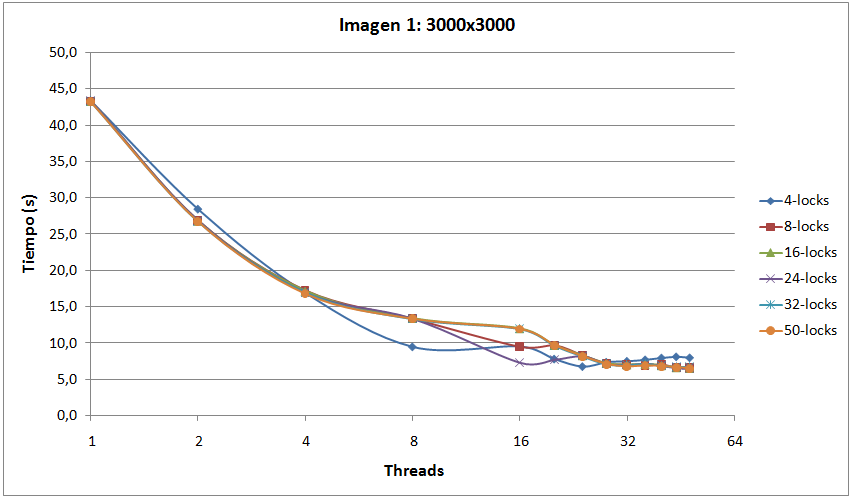 Imagen 1: 3000x3000
50,0
45,0
40,0
35,0
30,0
25,0
20,0
15,0
10,0
5,0
0,0
Tiempo (s)
1 2 4 8 16 32 64
Threads
4-locks
8-locks
16-locks
24-locks
32-locks
50-locks